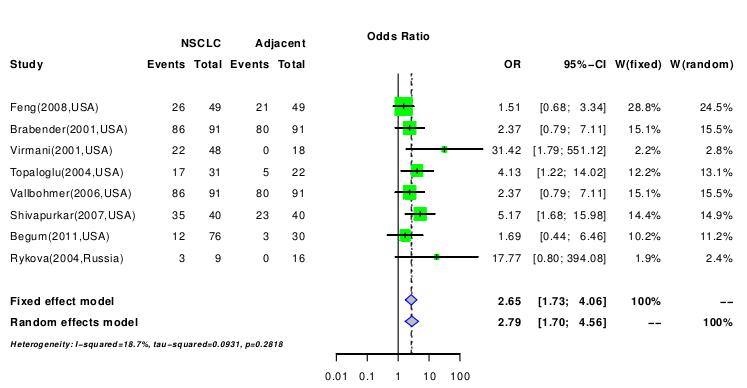 Odds Ratio
NSCLC Adjacent
Study Events Total Events Total OR 95%−CI W(fixed) W(random)
Feng(2008,USA) 26 49 21 49 1.51 [0.68; 3.34] 28.8% 24.5%
Brabender(2001,USA) 86 91 80 91 2.37 [0.79; 7.11] 15.1% 15.5%
Virmani(2001,USA) 22 48 0 18 31.42 [1.79; 551.12] 2.2% 2.8%
Topaloglu(2004,USA) 17 31 5 22 4.13 [1.22; 14.02] 12.2% 13.1%
Vallbohmer(2006,USA) 86 91 80 91 2.37 [0.79; 7.11] 15.1% 15.5%
Shivapurkar(2007,USA) 35 40 23 40 5.17 [1.68; 15.98] 14.4% 14.9%
Begum(2011,USA) 12 76 3 30 1.69 [0.44; 6.46] 10.2% 11.2%
Rykova(2004,Russia) 3 9 0 16 17.77 [0.80; 394.08] 1.9% 2.4%
Fixed effect model 2.65 [1.73; 4.06] 100% −−
Random effects model 2.79 [1.70; 4.56] −− 100%
Heterogeneity: I−squared=18.7%, tau−squared=0.0931, p=0.2818
0.01 0.1 1 10 100